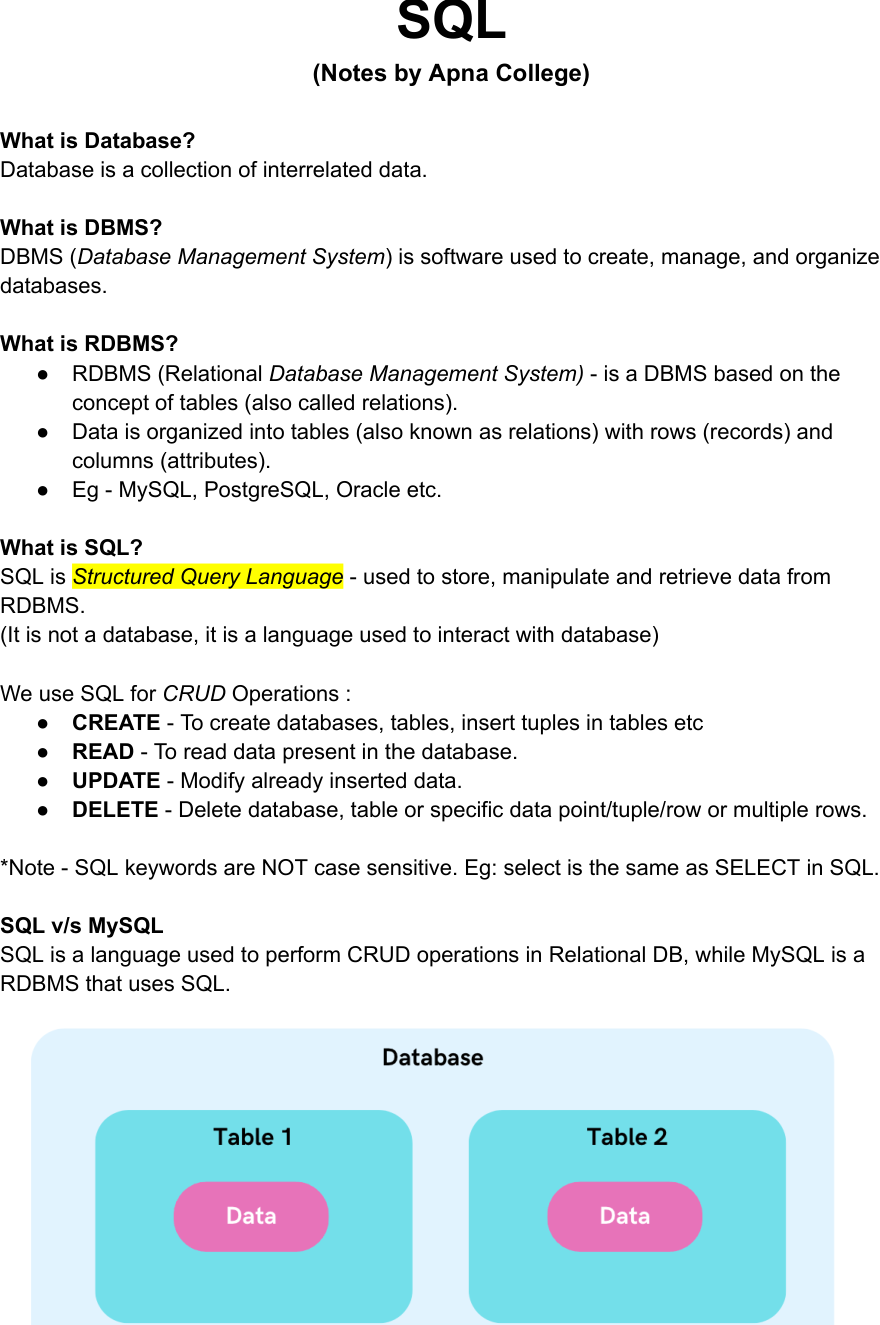 SQL
(Notes by Apna College)
What is Database?
Database is a collection of interrelated data.
What is DBMS?
DBMS (Database Management System) is software used to create, manage, and organize
databases.
What is RDBMS?
● RDBMS (Relational Database Management System) - is a DBMS based on the
concept of tables (also called relations).
● Data is organized into tables (also known as relations) with rows (records) and
columns (attributes).
● Eg - MySQL, PostgreSQL, Oracle etc.
What is SQL?
SQL is Structured Query Language - used to store, manipulate and retrieve data from
RDBMS.
(It is not a database, it is a language used to interact with database)
We use SQL for CRUD Operations :
● CREATE - To create databases, tables, insert tuples in tables etc
● READ - To read data present in the database.
● UPDATE - Modify already inserted data.
● DELETE - Delete database, table or specific data point/tuple/row or multiple rows.
*Note - SQL keywords are NOT case sensitive. Eg: select is the same as SELECT in SQL.
SQL v/s MySQL
SQL is a language used to perform CRUD operations in Relational DB, while MySQL is a
RDBMS that uses SQL.
Database
Table 1
Table 2
Data
Data